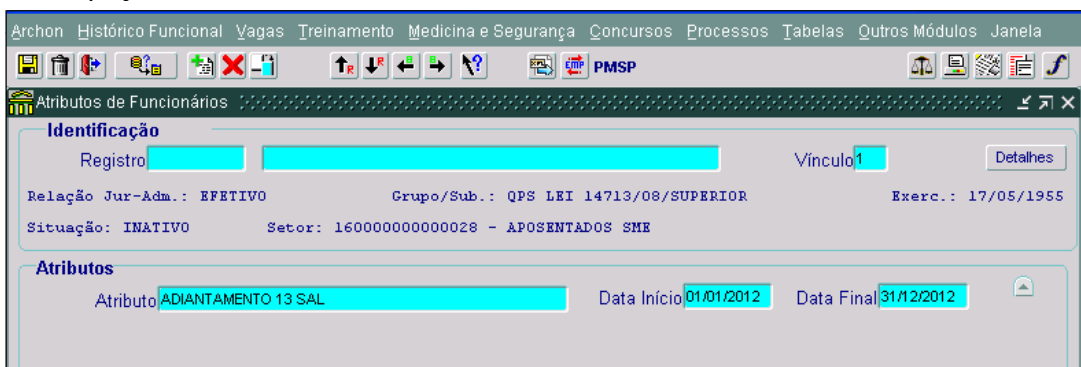 Archon Histórico Funcional Vagas Treinamento Medicina e Segurança Concursos Processos Tabelas Outros Módulos Janela
PMSP
Atributos de Funcionários
Identificação
Registro Vínculo 1 Detalhes
Relação Jur-Adm.: EFETIVO Grupo/Sub.: QPS LEI 14713/08/SUPERIOR Exerc.: 17/05/1955
Situação: INATIVO Setor: 160000000000028 - APOSENTADOS SME
Atributos
Atributo ADIANTAMENTO 13 SAL Data Início 01/01/2012 Data Final 31/12/2012